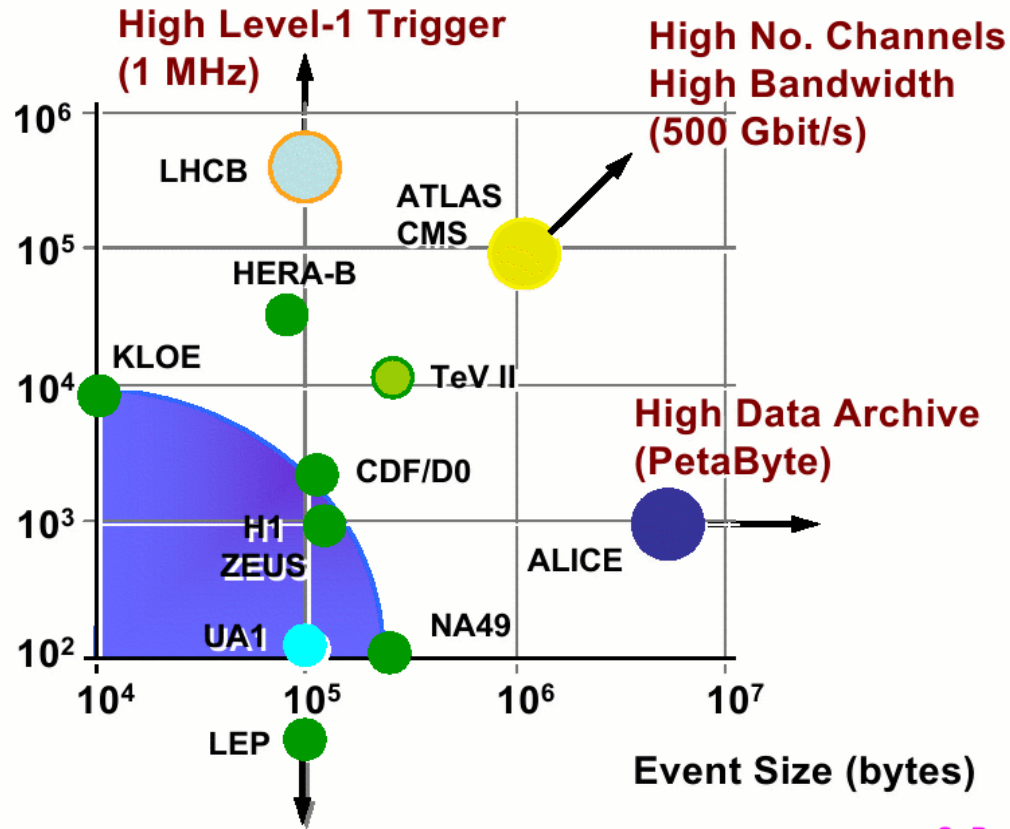 High Level-1 Trigger
(1 MHz)
High No. Channels
High Bandwidth
(500 Gbit/s)
10⁶
LHCB
ATLAS
CMS
10⁵
HERA-B
KLOE
10⁴
TeV II
High Data Archive
(PetaByte)
CDF/D0
10³
H1
ZEUS
ALICE
UA1
NA49
10²
10⁴
10⁵
10⁶
10⁷
LEP
Event Size (bytes)